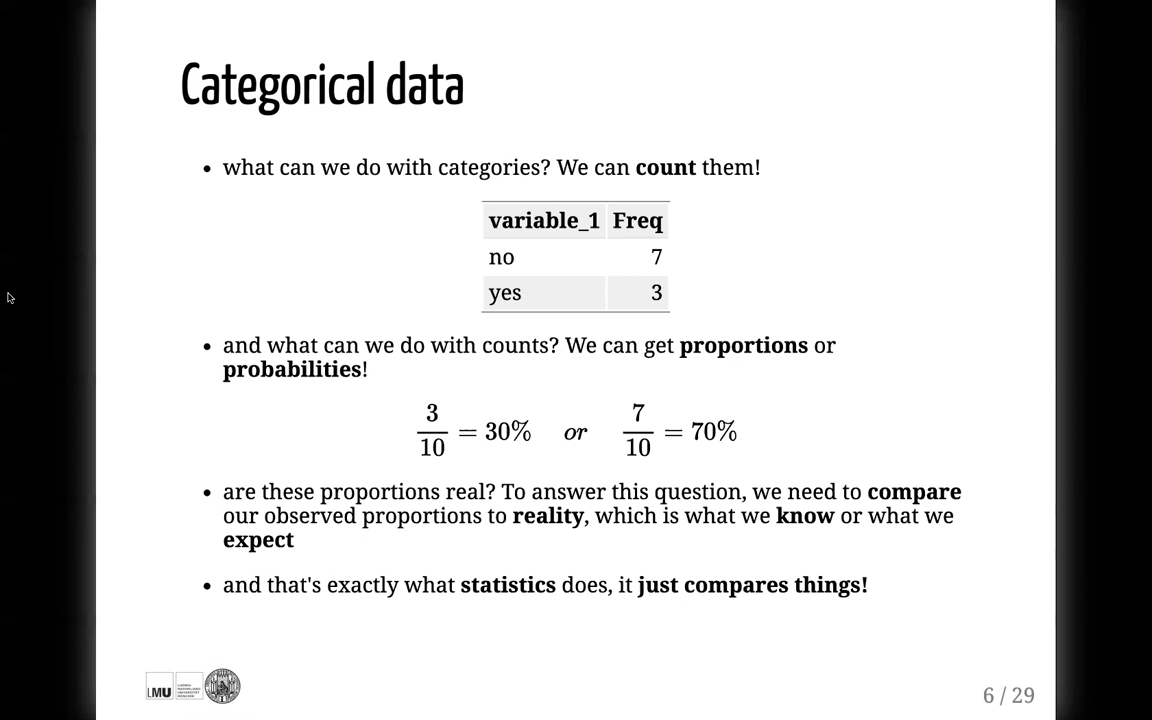 Categorical data
• what can we do with categories? We can count them!
variable_1 Freq
no 7
yes 3
• and what can we do with counts? We can get proportions or
probabilities!
3/10 = 30% or 7/10 = 70%
• are these proportions real? To answer this question, we need to compare
our observed proportions to reality, which is what we know or what we
expect
• and that's exactly what statistics does, it just compares things!
LMU
LUDWIG-
MAXIMILIANS-
UNIVERSITÄT
MÜNCHEN
6 / 29